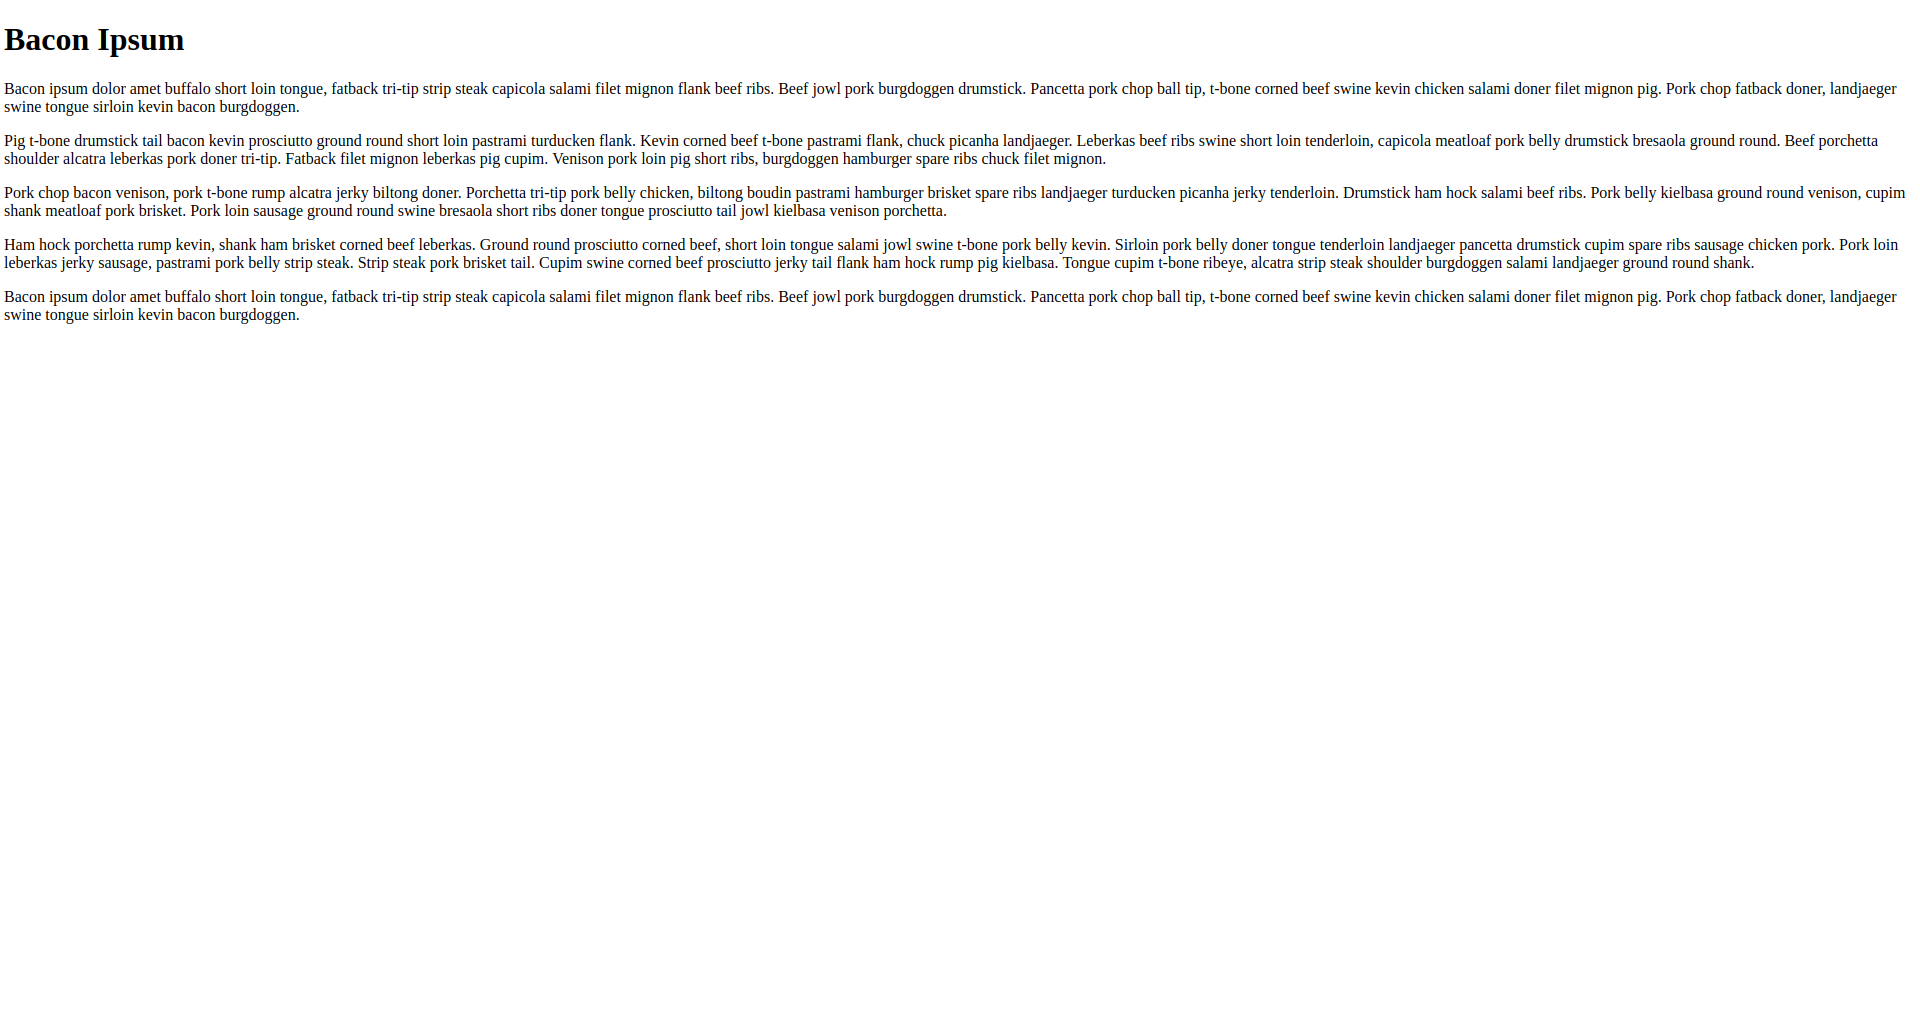 Bacon Ipsum
Bacon ipsum dolor amet buffalo short loin tongue, fatback tri-tip strip steak capicola salami filet mignon flank beef ribs. Beef jowl pork burgdoggen drumstick. Pancetta pork chop ball tip, t-bone corned beef swine kevin chicken salami doner filet mignon pig. Pork chop fatback doner, landjaeger
swine tongue sirloin kevin bacon burgdoggen.
Pig t-bone drumstick tail bacon kevin prosciutto ground round short loin pastrami turducken flank. Kevin corned beef t-bone pastrami flank, chuck picanha landjaeger. Leberkas beef ribs swine short loin tenderloin, capicola meatloaf pork belly drumstick bresaola ground round. Beef porchetta
shoulder alcatra leberkas pork doner tri-tip. Fatback filet mignon leberkas pig cupim. Venison pork loin pig short ribs, burgdoggen hamburger spare ribs chuck filet mignon.
Pork chop bacon venison, pork t-bone rump alcatra jerky biltong doner. Porchetta tri-tip pork belly chicken, biltong boudin pastrami hamburger brisket spare ribs landjaeger turducken picanha jerky tenderloin. Drumstick ham hock salami beef ribs. Pork belly kielbasa ground round venison, cupim
shank meatloaf pork brisket. Pork loin sausage ground round swine bresaola short ribs doner tongue prosciutto tail jowl kielbasa venison porchetta.
Ham hock porchetta rump kevin, shank ham brisket corned beef leberkas. Ground round prosciutto corned beef, short loin tongue salami jowl swine t-bone pork belly kevin. Sirloin pork belly doner tongue tenderloin landjaeger pancetta drumstick cupim spare ribs sausage chicken pork. Pork loin
leberkas jerky sausage, pastrami pork belly strip steak. Strip steak pork brisket tail. Cupim swine corned beef prosciutto jerky tail flank ham hock rump pig kielbasa. Tongue cupim t-bone ribeye, alcatra strip steak shoulder burgdoggen salami landjaeger ground round shank.
Bacon ipsum dolor amet buffalo short loin tongue, fatback tri-tip strip steak capicola salami filet mignon flank beef ribs. Beef jowl pork burgdoggen drumstick. Pancetta pork chop ball tip, t-bone corned beef swine kevin chicken salami doner filet mignon pig. Pork chop fatback doner, landjaeger
swine tongue sirloin kevin bacon burgdoggen.